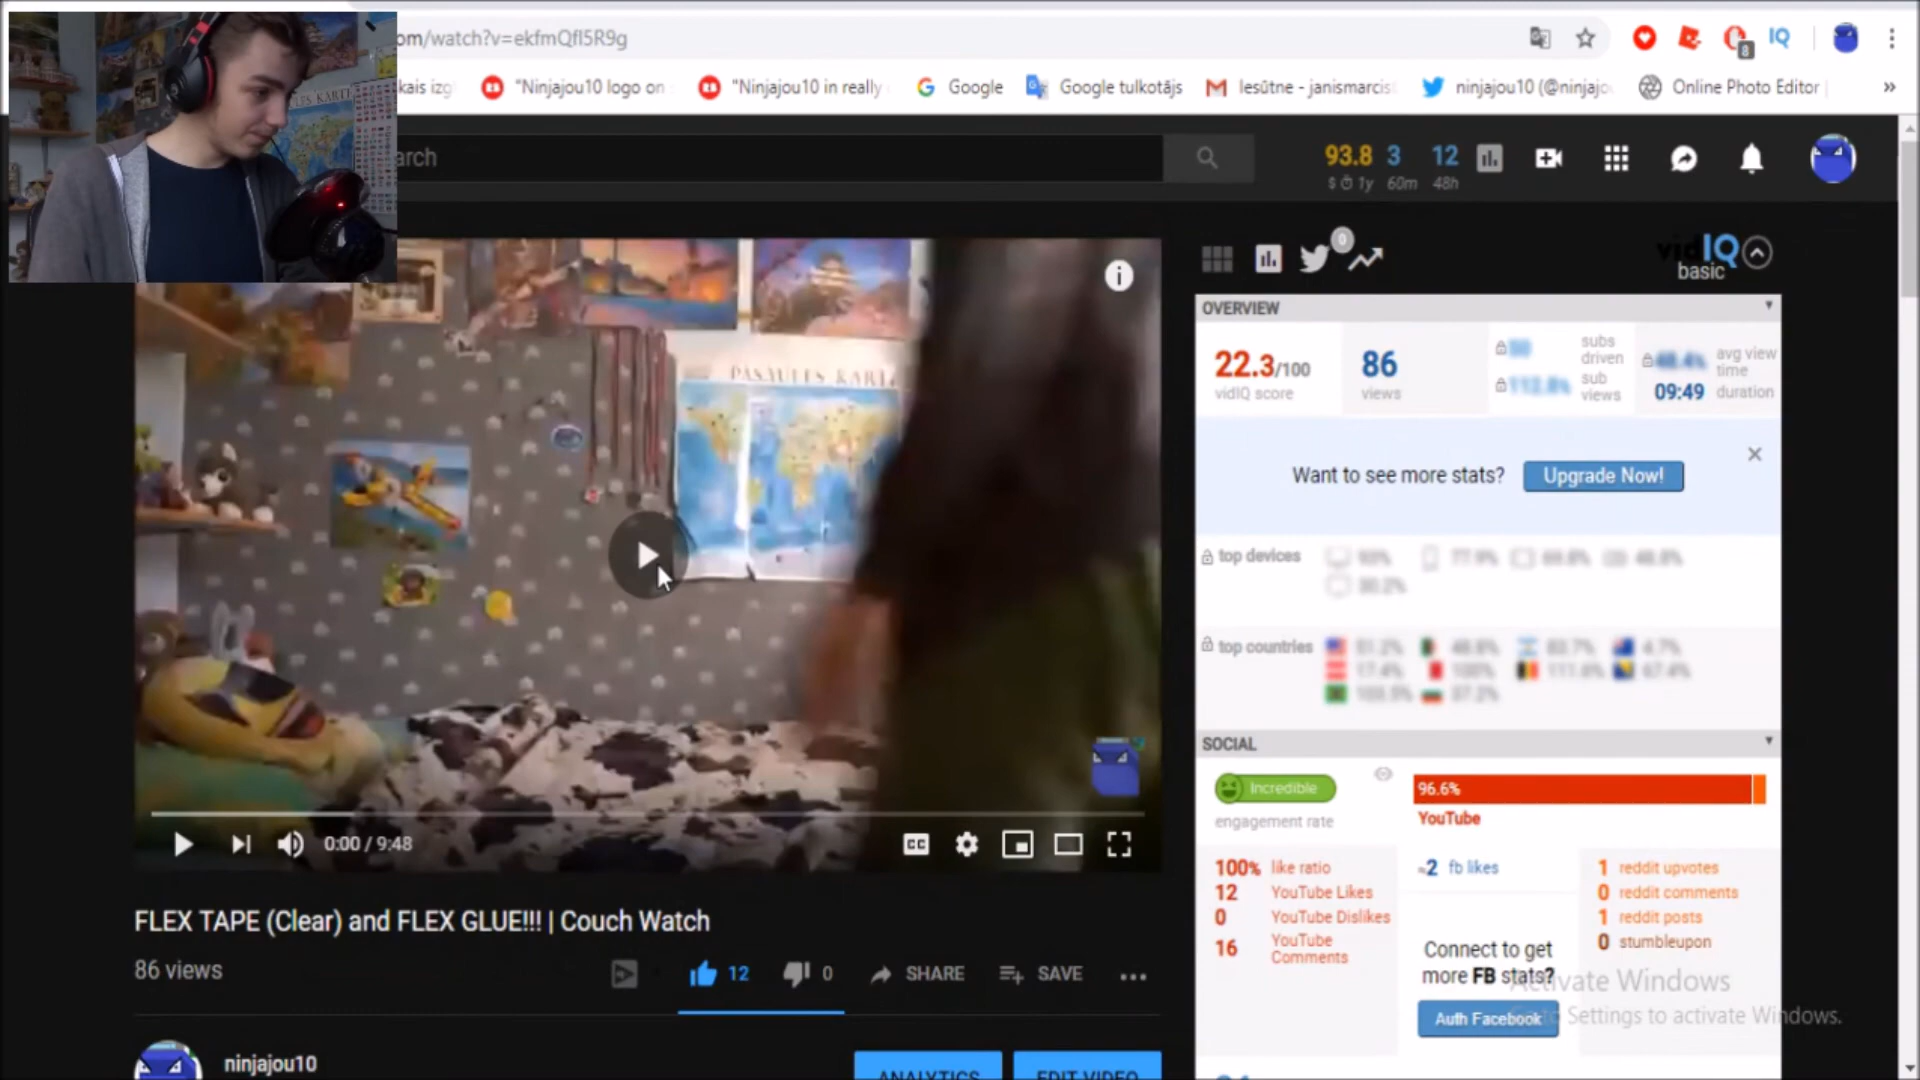 om/watch?v=ekfmQfI5R9g
8
IQ
kais izg
"Ninjajou10 logo on
"Ninjajou10 in really
Google
Google tulkotājs
Iesūtne - janismarcis
ninjajou10 (@ninjajo
Online Photo Editor
»
arch
93.8 3 12
$ 1y 60m 48h
0
vidIQ
basic
PASAULES KARTE
OVERVIEW
22.3/100
vidIQ score
86
views
subs driven
sub views
avg view time
09:49 duration
Want to see more stats?
Upgrade Now!
top devices
top countries
SOCIAL
Incredible
engagement rate
96.6%
YouTube
100% like ratio
12 YouTube Likes
0 YouTube Dislikes
16 YouTube Comments
≈2 fb likes
Connect to get
more FB stats?
Auth Facebook
1 reddit upvotes
0 reddit comments
1 reddit posts
0 stumbleupon
0:00 / 9:48
CC
FLEX TAPE (Clear) and FLEX GLUE!!! | Couch Watch
86 views
12
0
SHARE
SAVE
ninjajou10
ANALYTICS
EDIT VIDEO
Activate Windows
Settings to activate Windows.